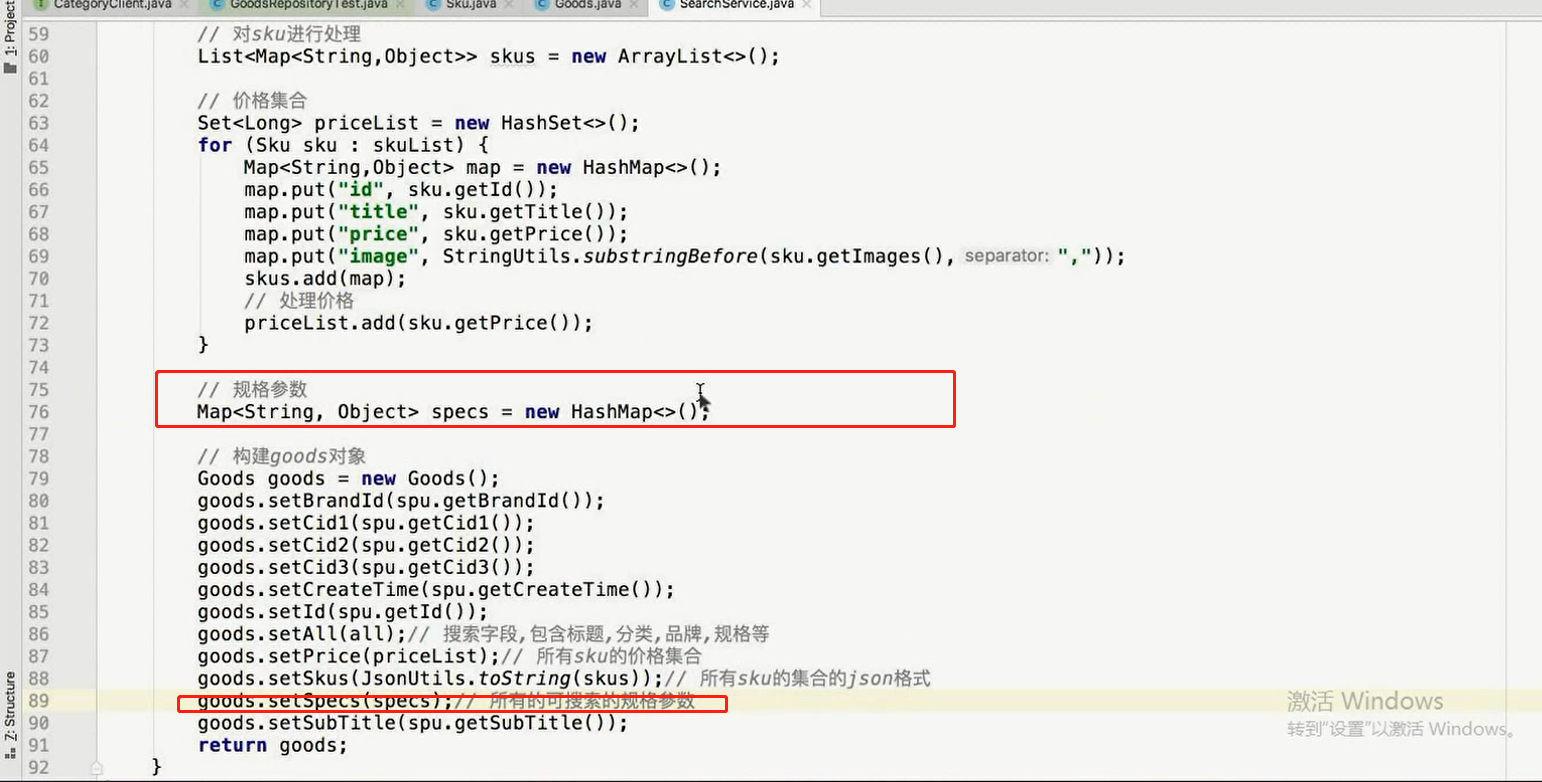 CategoryClient.java GoodsRepositoryTest.java Sku.java Goods.java SearchService.java
1: Project
59 // 对sku进行处理
60 List<Map<String,Object>> skus = new ArrayList<>();
61
62 // 价格集合
63 Set<Long> priceList = new HashSet<>();
64 for (Sku sku : skuList) {
65 Map<String,Object> map = new HashMap<>();
66 map.put("id", sku.getId());
67 map.put("title", sku.getTitle());
68 map.put("price", sku.getPrice());
69 map.put("image", StringUtils.substringBefore(sku.getImages(), separator: ","));
70 skus.add(map);
71 // 处理价格
72 priceList.add(sku.getPrice());
73 }
74
75 // 规格参数
76 Map<String, Object> specs = new HashMap<>();
77
78 // 构建goods对象
79 Goods goods = new Goods();
80 goods.setBrandId(spu.getBrandId());
81 goods.setCid1(spu.getCid1());
82 goods.setCid2(spu.getCid2());
83 goods.setCid3(spu.getCid3());
84 goods.setCreateTime(spu.getCreateTime());
85 goods.setId(spu.getId());
86 goods.setAll(all);// 搜索字段,包含标题,分类,品牌,规格等
87 goods.setPrice(priceList);// 所有sku的价格集合
88 goods.setSkus(JsonUtils.toString(skus));// 所有sku的集合的json格式
89 goods.setSpecs(specs);// 所有的可搜索的规格参数
90 goods.setSubTitle(spu.getSubTitle());
91 return goods;
92 }
Z: Structure
激活 Windows
转到“设置”以激活 Windows。